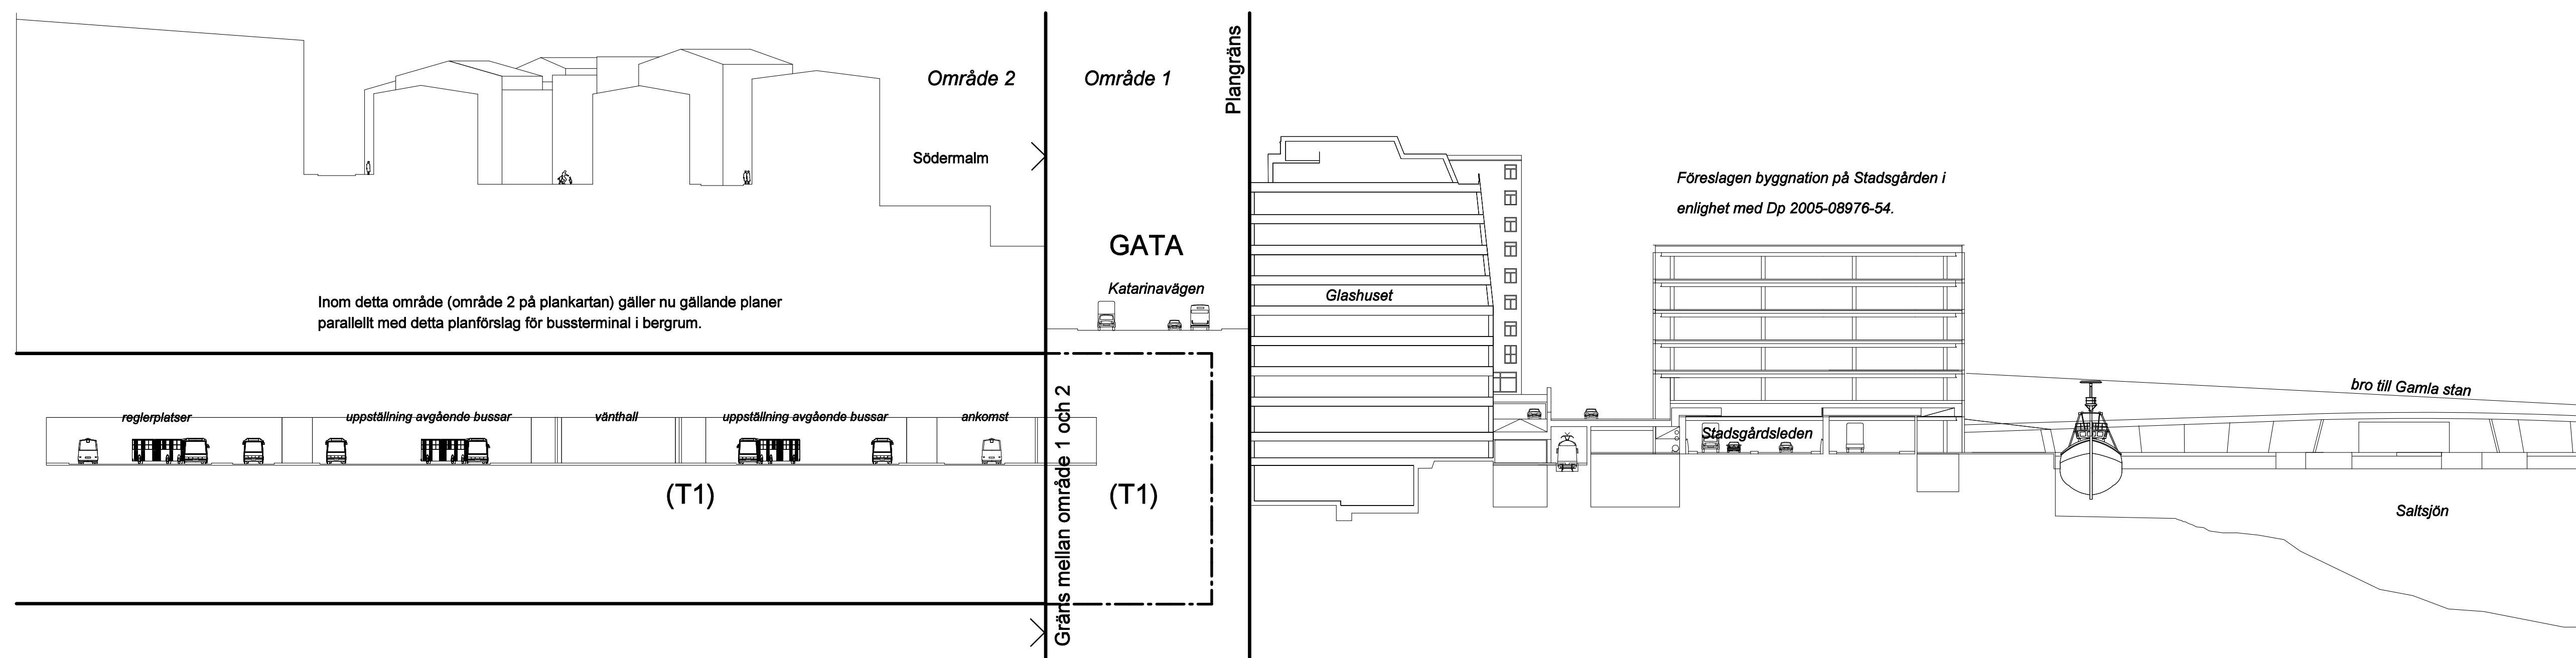 Område 2
Område 1
Plangräns
Södermalm
Föreslagen byggnation på Stadsgården i
enlighet med Dp 2005-08976-54.
GATA
Katarinavägen
Glashuset
Inom detta område (område 2 på plankartan) gäller nu gällande planer
parallellt med detta planförslag för bussterminal i bergrum.
bro till Gamla stan
reglerplatser
uppställning avgående bussar
vänthall
uppställning avgående bussar
ankomst
Gräns mellan område 1 och 2
Stadsgårdsleden
(T1)
(T1)
Saltsjön